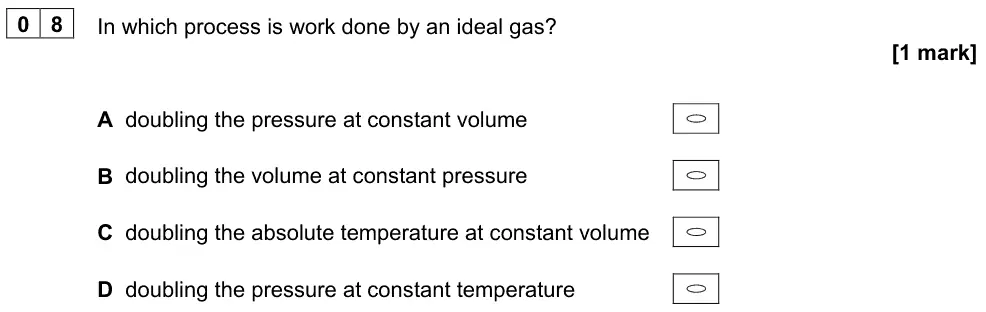 0 8 In which process is work done by an ideal gas?
[1 mark]
A doubling the pressure at constant volume
B doubling the volume at constant pressure
C doubling the absolute temperature at constant volume
D doubling the pressure at constant temperature